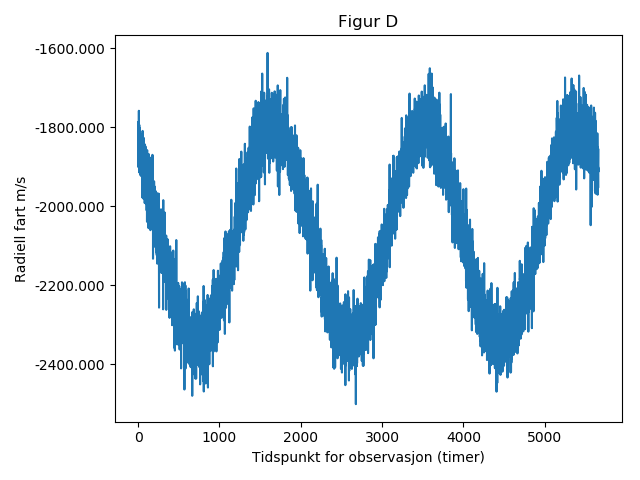 Figur D
-1600.000
-1800.000
-2000.000
-2200.000
-2400.000
Radiell fart m/s
0 1000 2000 3000 4000 5000
Tidspunkt for observasjon (timer)